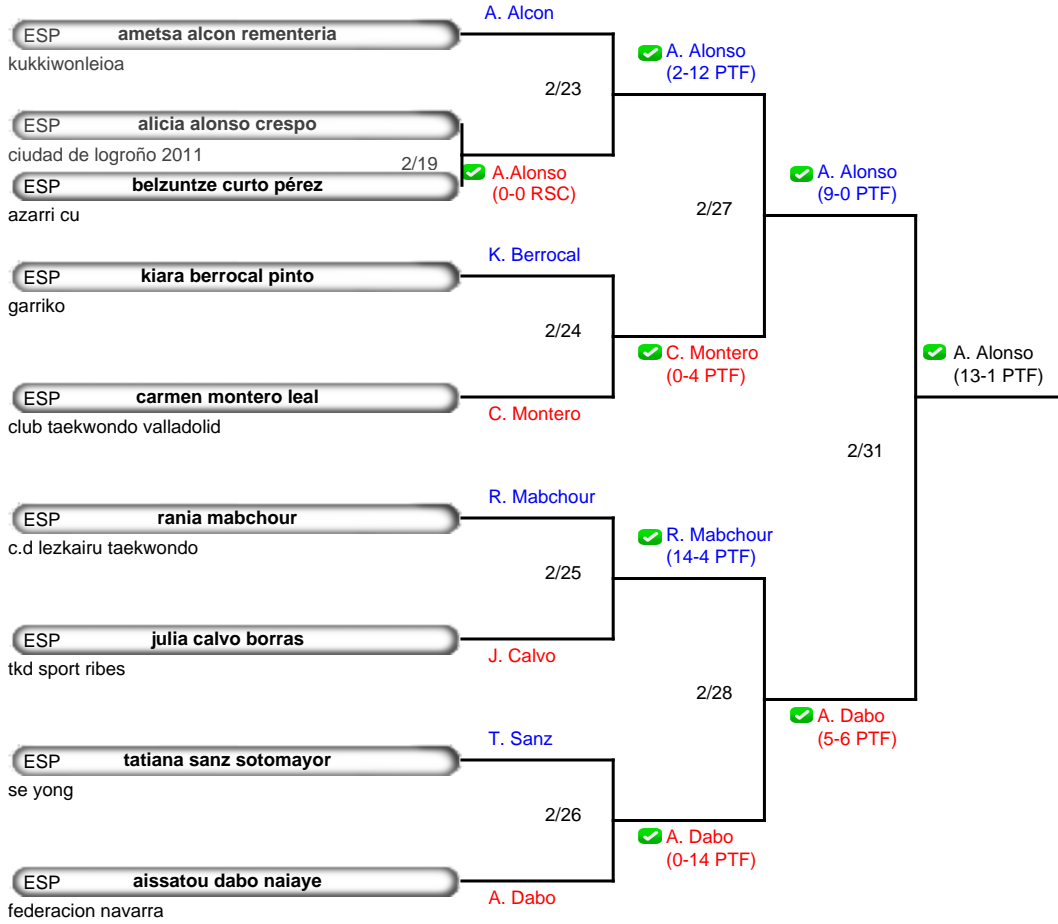 A. Alcon
ESP ametsa alcon rementeria
kukkiwonleioa
A. Alonso
(2-12 PTF)
2/23
ESP alicia alonso crespo
ciudad de logroño 2011
2/19
A.Alonso
(0-0 RSC)
ESP belzuntze curto pérez
azarri cu
A. Alonso
(9-0 PTF)
2/27
K. Berrocal
ESP kiara berrocal pinto
garriko
2/24
C. Montero
(0-4 PTF)
A. Alonso
(13-1 PTF)
ESP carmen montero leal
club taekwondo valladolid
C. Montero
2/31
R. Mabchour
ESP rania mabchour
c.d lezkairu taekwondo
R. Mabchour
(14-4 PTF)
2/25
ESP julia calvo borras
tkd sport ribes
J. Calvo
2/28
A. Dabo
(5-6 PTF)
T. Sanz
ESP tatiana sanz sotomayor
se yong
2/26
A. Dabo
(0-14 PTF)
ESP aissatou dabo naiaye
federacion navarra
A. Dabo